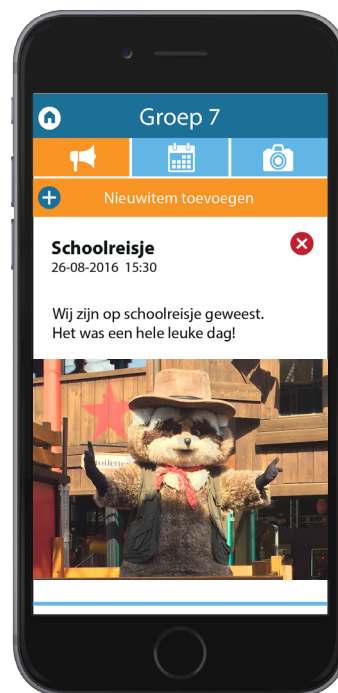 Groep 7
Nieuwitem toevoegen
Schoolreisje
26-08-2016 15:30
Wij zijn op schoolreisje geweest.
Het was een hele leuke dag!
toiletten